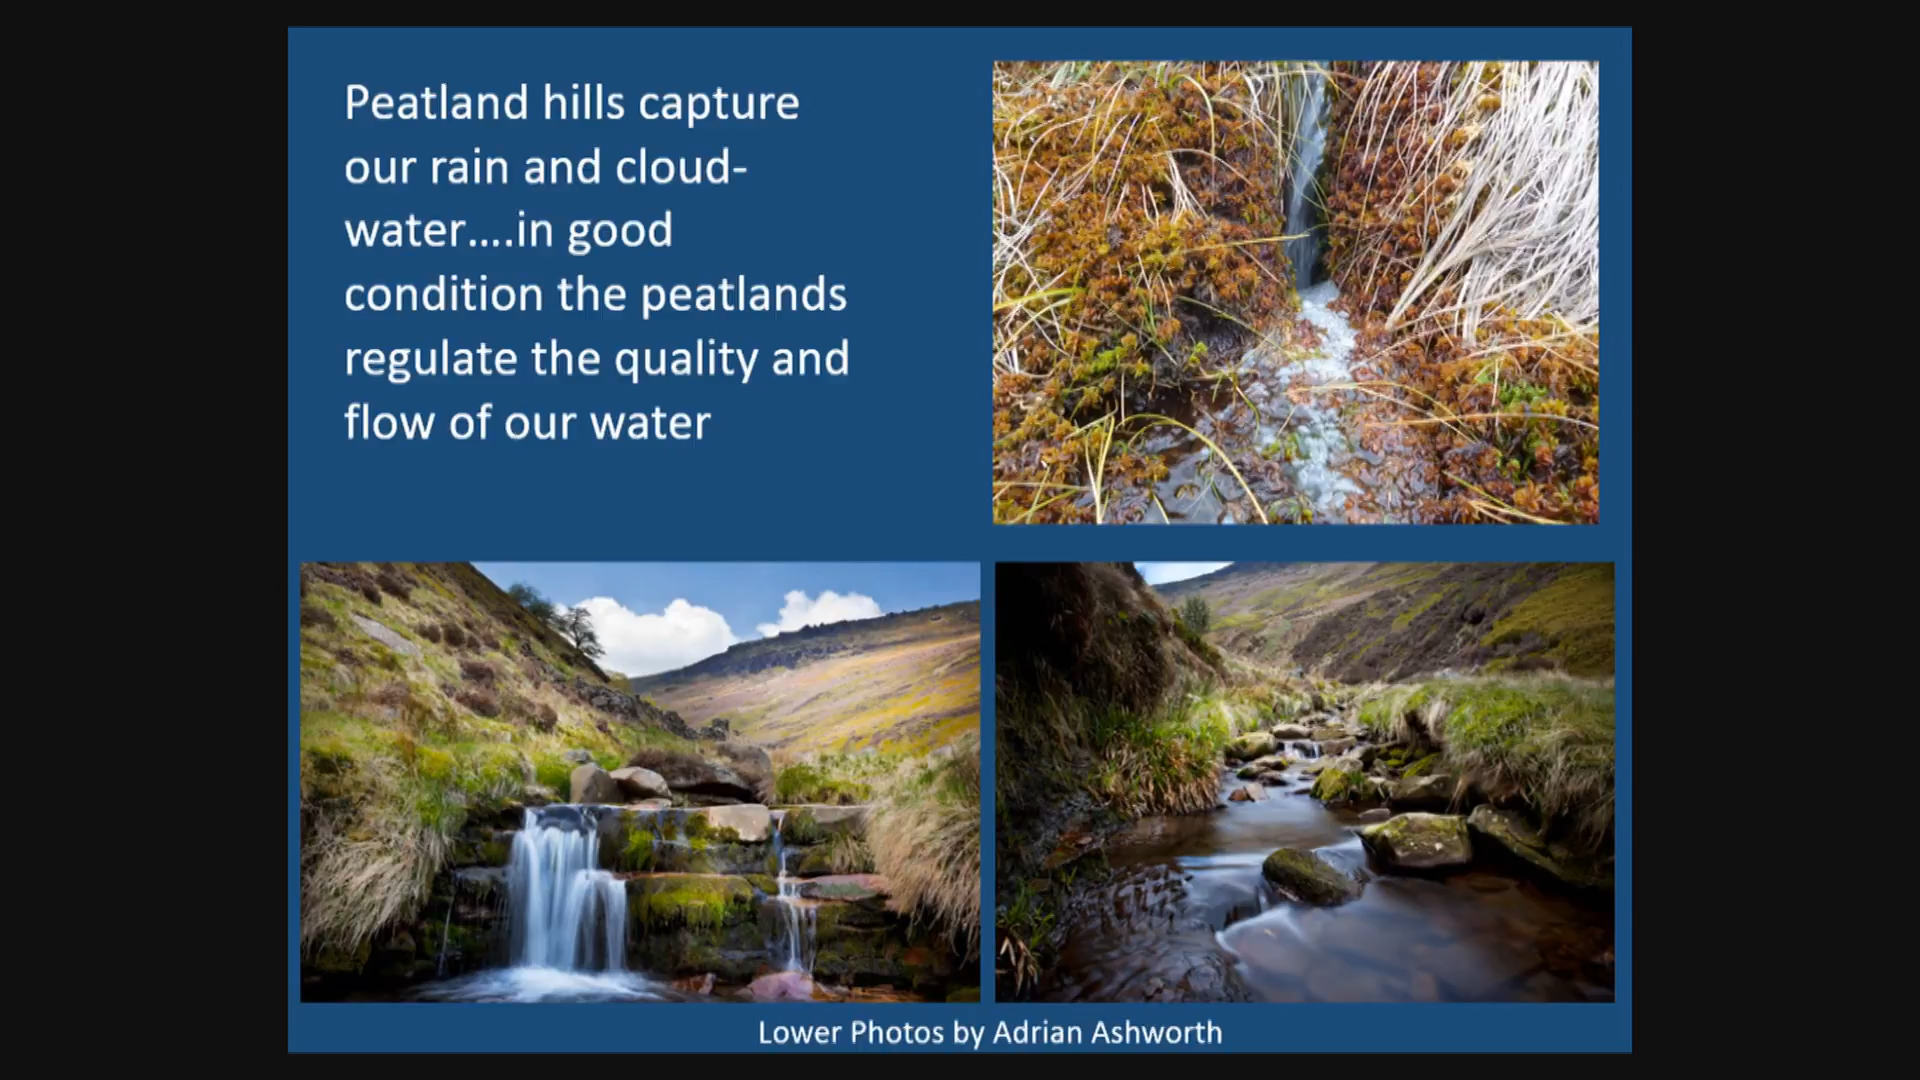 Peatland hills capture
our rain and cloud-
water....in good
condition the peatlands
regulate the quality and
flow of our water
Lower Photos by Adrian Ashworth